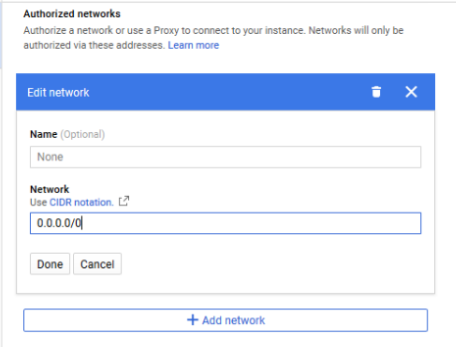 Authorized networks
Authorize a network or use a Proxy to connect to your instance. Networks will only be
authorized via these addresses. Learn more
Edit network
Name (Optional)
None
Network
Use CIDR notation.
0.0.0.0/0
Done Cancel
+ Add network